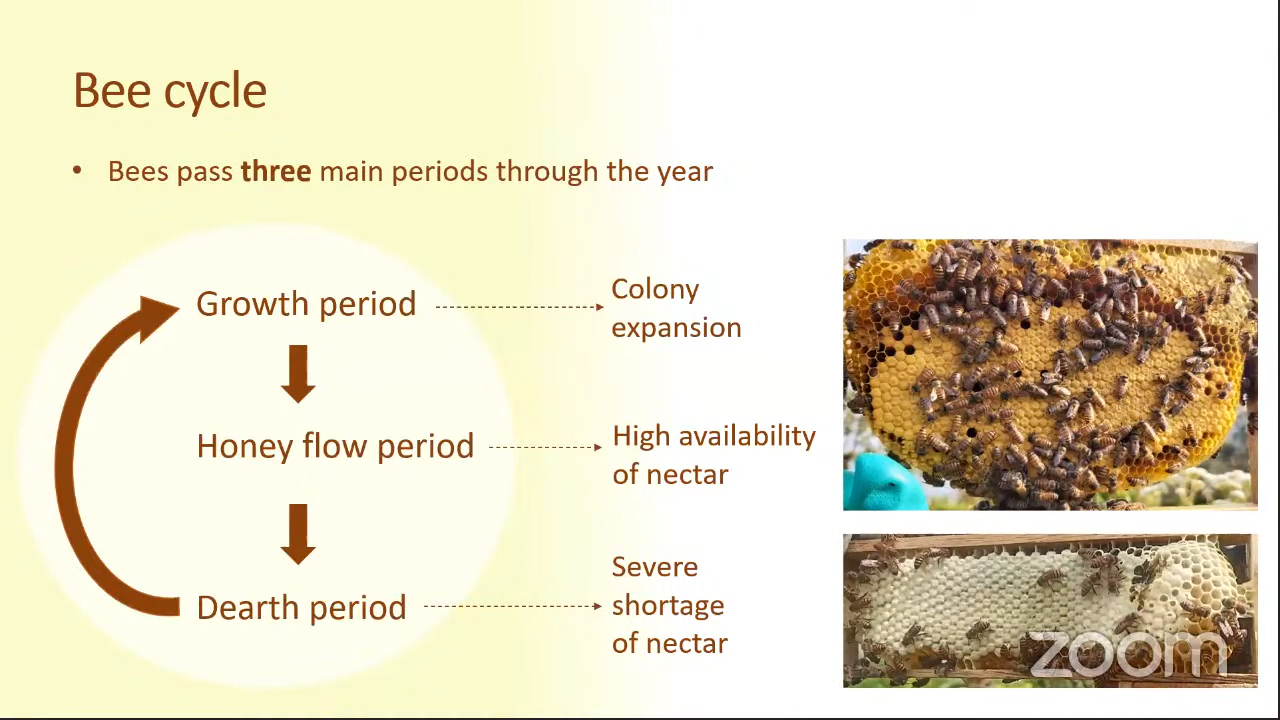 Bee cycle
• Bees pass three main periods through the year
Growth period
Colony
expansion
Honey flow period
High availability
of nectar
Dearth period
Severe
shortage
of nectar
zoom